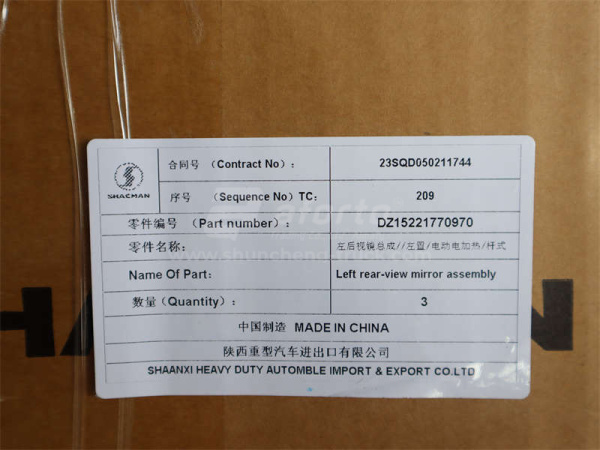 SHACMAN
合同号 (Contract No)： 23SQD050211744
序号 (Sequence No) TC: 209
零件编号 (Part number)： DZ15221770970
零件名称： 左后视镜总成//左置/电动电加热/杆式
Name Of Part: Left rear-view mirror assembly
数量(Quantity)： 3
中国制造 MADE IN CHINA
陕西重型汽车进出口有限公司
SHAANXI HEAVY DUTY AUTOMBLE IMPORT & EXPORT CO.LTD